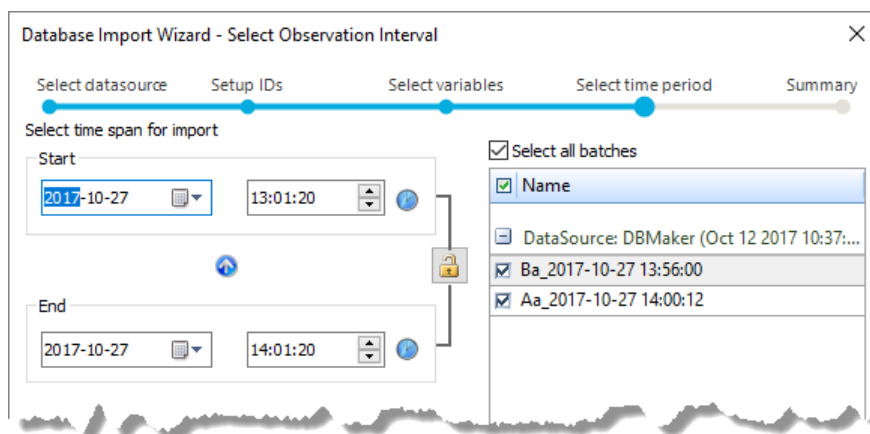 Database Import Wizard - Select Observation Interval
Select datasource Setup IDs Select variables Select time period Summary
Select time span for import
Start
2017-10-27 13:01:20
End
2017-10-27 14:01:20
Select all batches
Name
DataSource: DBMaker (Oct 12 2017 10:37:...
Ba_2017-10-27 13:56:00
Aa_2017-10-27 14:00:12